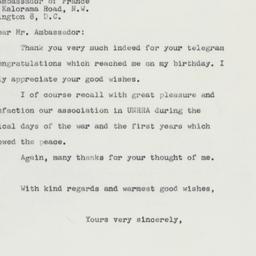 Ambassador of France
Kalorama Road, N.W.
ington 8, D.C.
ear Mr. Ambassador:
Thank you very much indeed for your telegram
ongratulations which reached me on my birthday. I
ly appreciate your good wishes.
I of course recall with great pleasure and
sfaction our association in UNRRA during the
ical days of the war and the first years which
owed the peace.
Again, many thanks for your thought of me.
With kind regards and warmest good wishes,
Yours very sincerely,